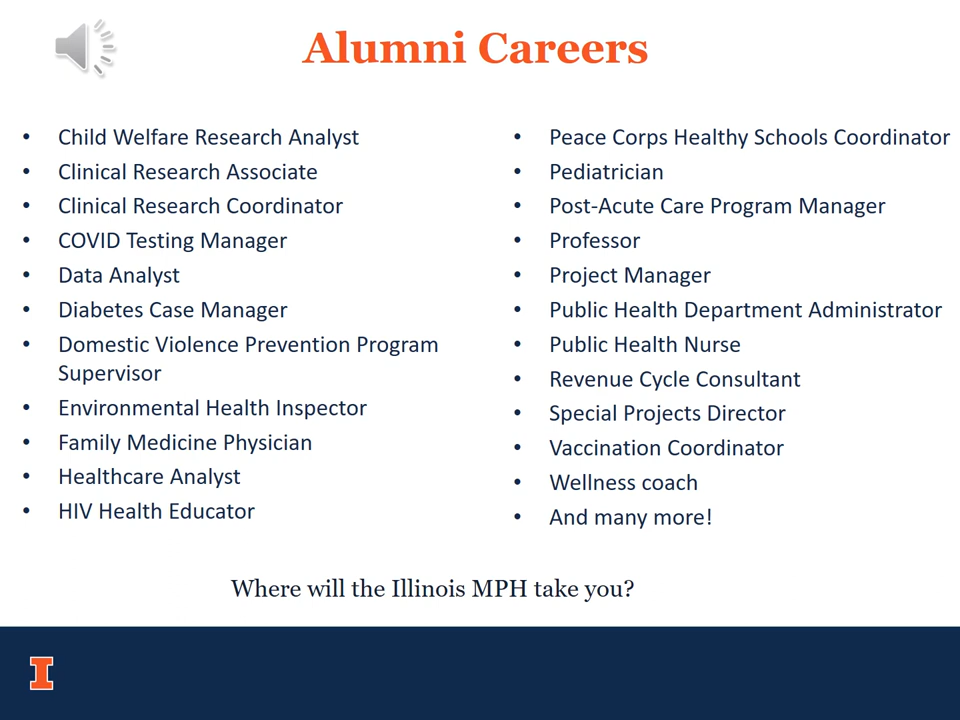 Alumni Careers
• Child Welfare Research Analyst
• Clinical Research Associate
• Clinical Research Coordinator
• COVID Testing Manager
• Data Analyst
• Diabetes Case Manager
• Domestic Violence Prevention Program
Supervisor
• Environmental Health Inspector
• Family Medicine Physician
• Healthcare Analyst
• HIV Health Educator
• Peace Corps Healthy Schools Coordinator
• Pediatrician
• Post-Acute Care Program Manager
• Professor
• Project Manager
• Public Health Department Administrator
• Public Health Nurse
• Revenue Cycle Consultant
• Special Projects Director
• Vaccination Coordinator
• Wellness coach
• And many more!
Where will the Illinois MPH take you?
I